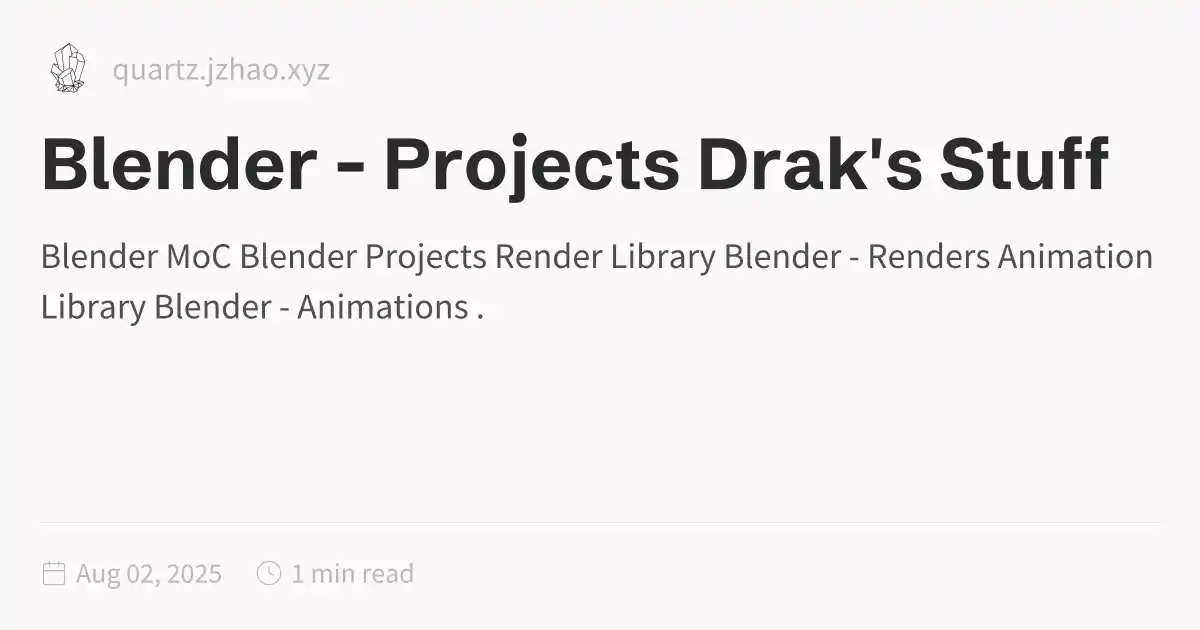 quartz.jzhao.xyz
Blender - Projects Drak's Stuff
Blender MoC Blender Projects Render Library Blender - Renders Animation
Library Blender - Animations .
Aug 02, 2025 1 min read